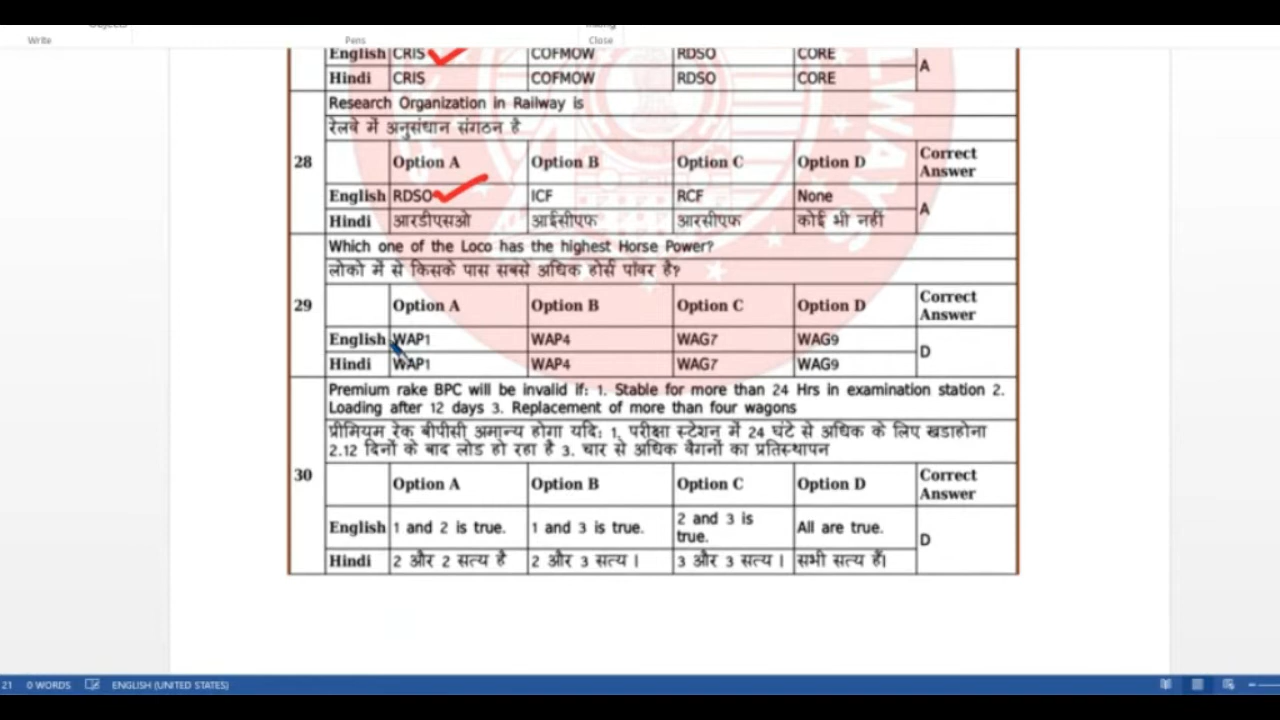 Write
Pens
Close
English CRIS COFMOW RDSO CORE
A
Hindi CRIS COFMOW RDSO CORE
Research Organization in Railway is
रेलवे में अनुसंधान संगठन है
28 Option A Option B Option C Option D Correct Answer
English RDSO ICF RCF None
A
Hindi आरडीएसओ आईसीएफ आरसीएफ कोई भी नहीं
Which one of the Loco has the highest Horse Power?
लोको में से किसके पास सबसे अधिक होर्स पॉवर है?
29 Option A Option B Option C Option D Correct Answer
English WAP1 WAP4 WAG7 WAG9
D
Hindi WAP1 WAP4 WAG7 WAG9
Premium rake BPC will be invalid if: 1. Stable for more than 24 Hrs in examination station 2.
Loading after 12 days 3. Replacement of more than four wagons
प्रीमियम रेक बीपीसी अमान्य होगा यदि: 1. परीक्षा स्टेशन में 24 घंटे से अधिक के लिए खडाहोना
2.12 दिनों के बाद लोड हो रहा है 3. चार से अधिक वैगनों का प्रतिस्थापन
30 Option A Option B Option C Option D Correct Answer
English 1 and 2 is true. 1 and 3 is true. 2 and 3 is true. All are true.
D
Hindi 2 और 2 सत्य है 2 और 3 सत्य । 3 और 3 सत्य । सभी सत्य हैं।
21 0 WORDS ENGLISH (UNITED STATES)